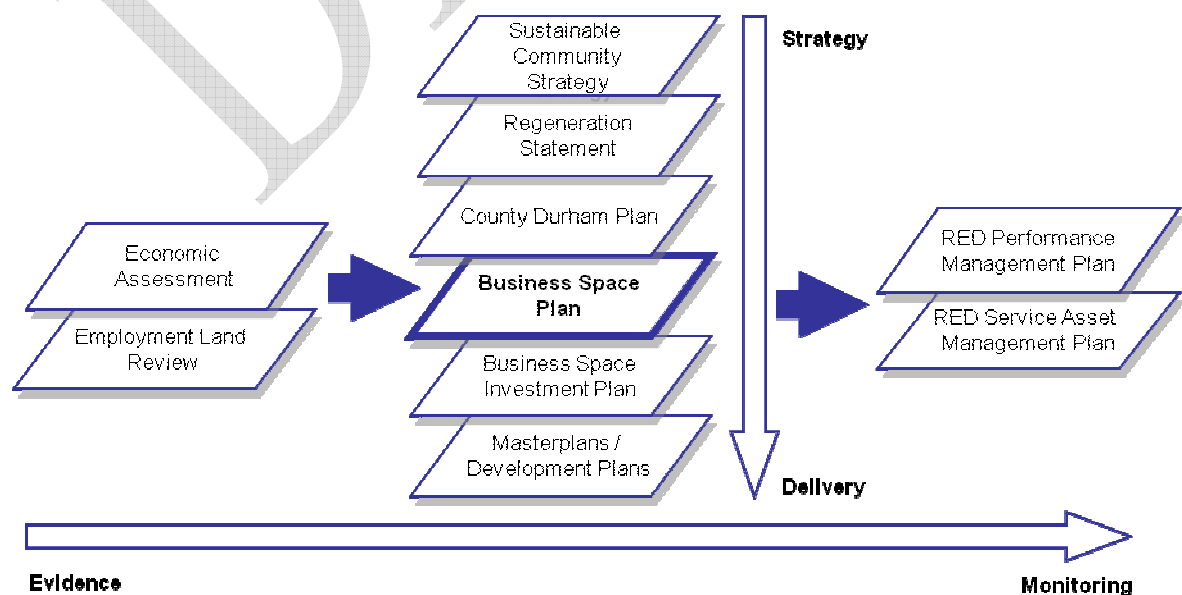 Sustainable
Community
Strategy
Strategy
Regeneration
Statement
County Durham Plan
Economic
Assessment
Employment Land
Review
Business Space
Plan
RED Performance
Management Plan
RED Service Asset
Management Plan
Business Space
Investment Plan
Masterplans /
Development Plans
Delivery
Evidence
Monitoring